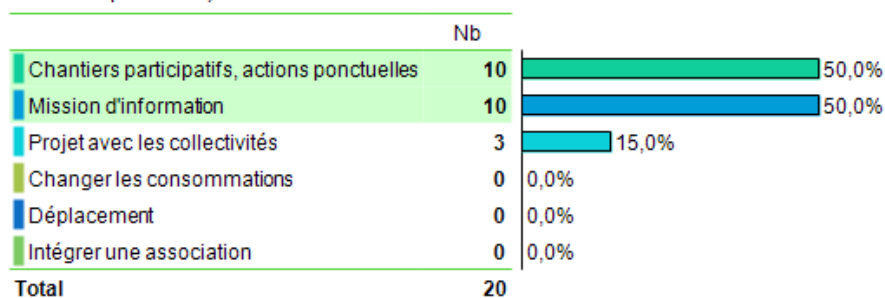 Nb
Chantiers participatifs, actions ponctuelles 10 50,0%
Mission d'information 10 50,0%
Projet avec les collectivités 3 15,0%
Changer les consommations 0 0,0%
Déplacement 0 0,0%
Intégrer une association 0 0,0%
Total 20